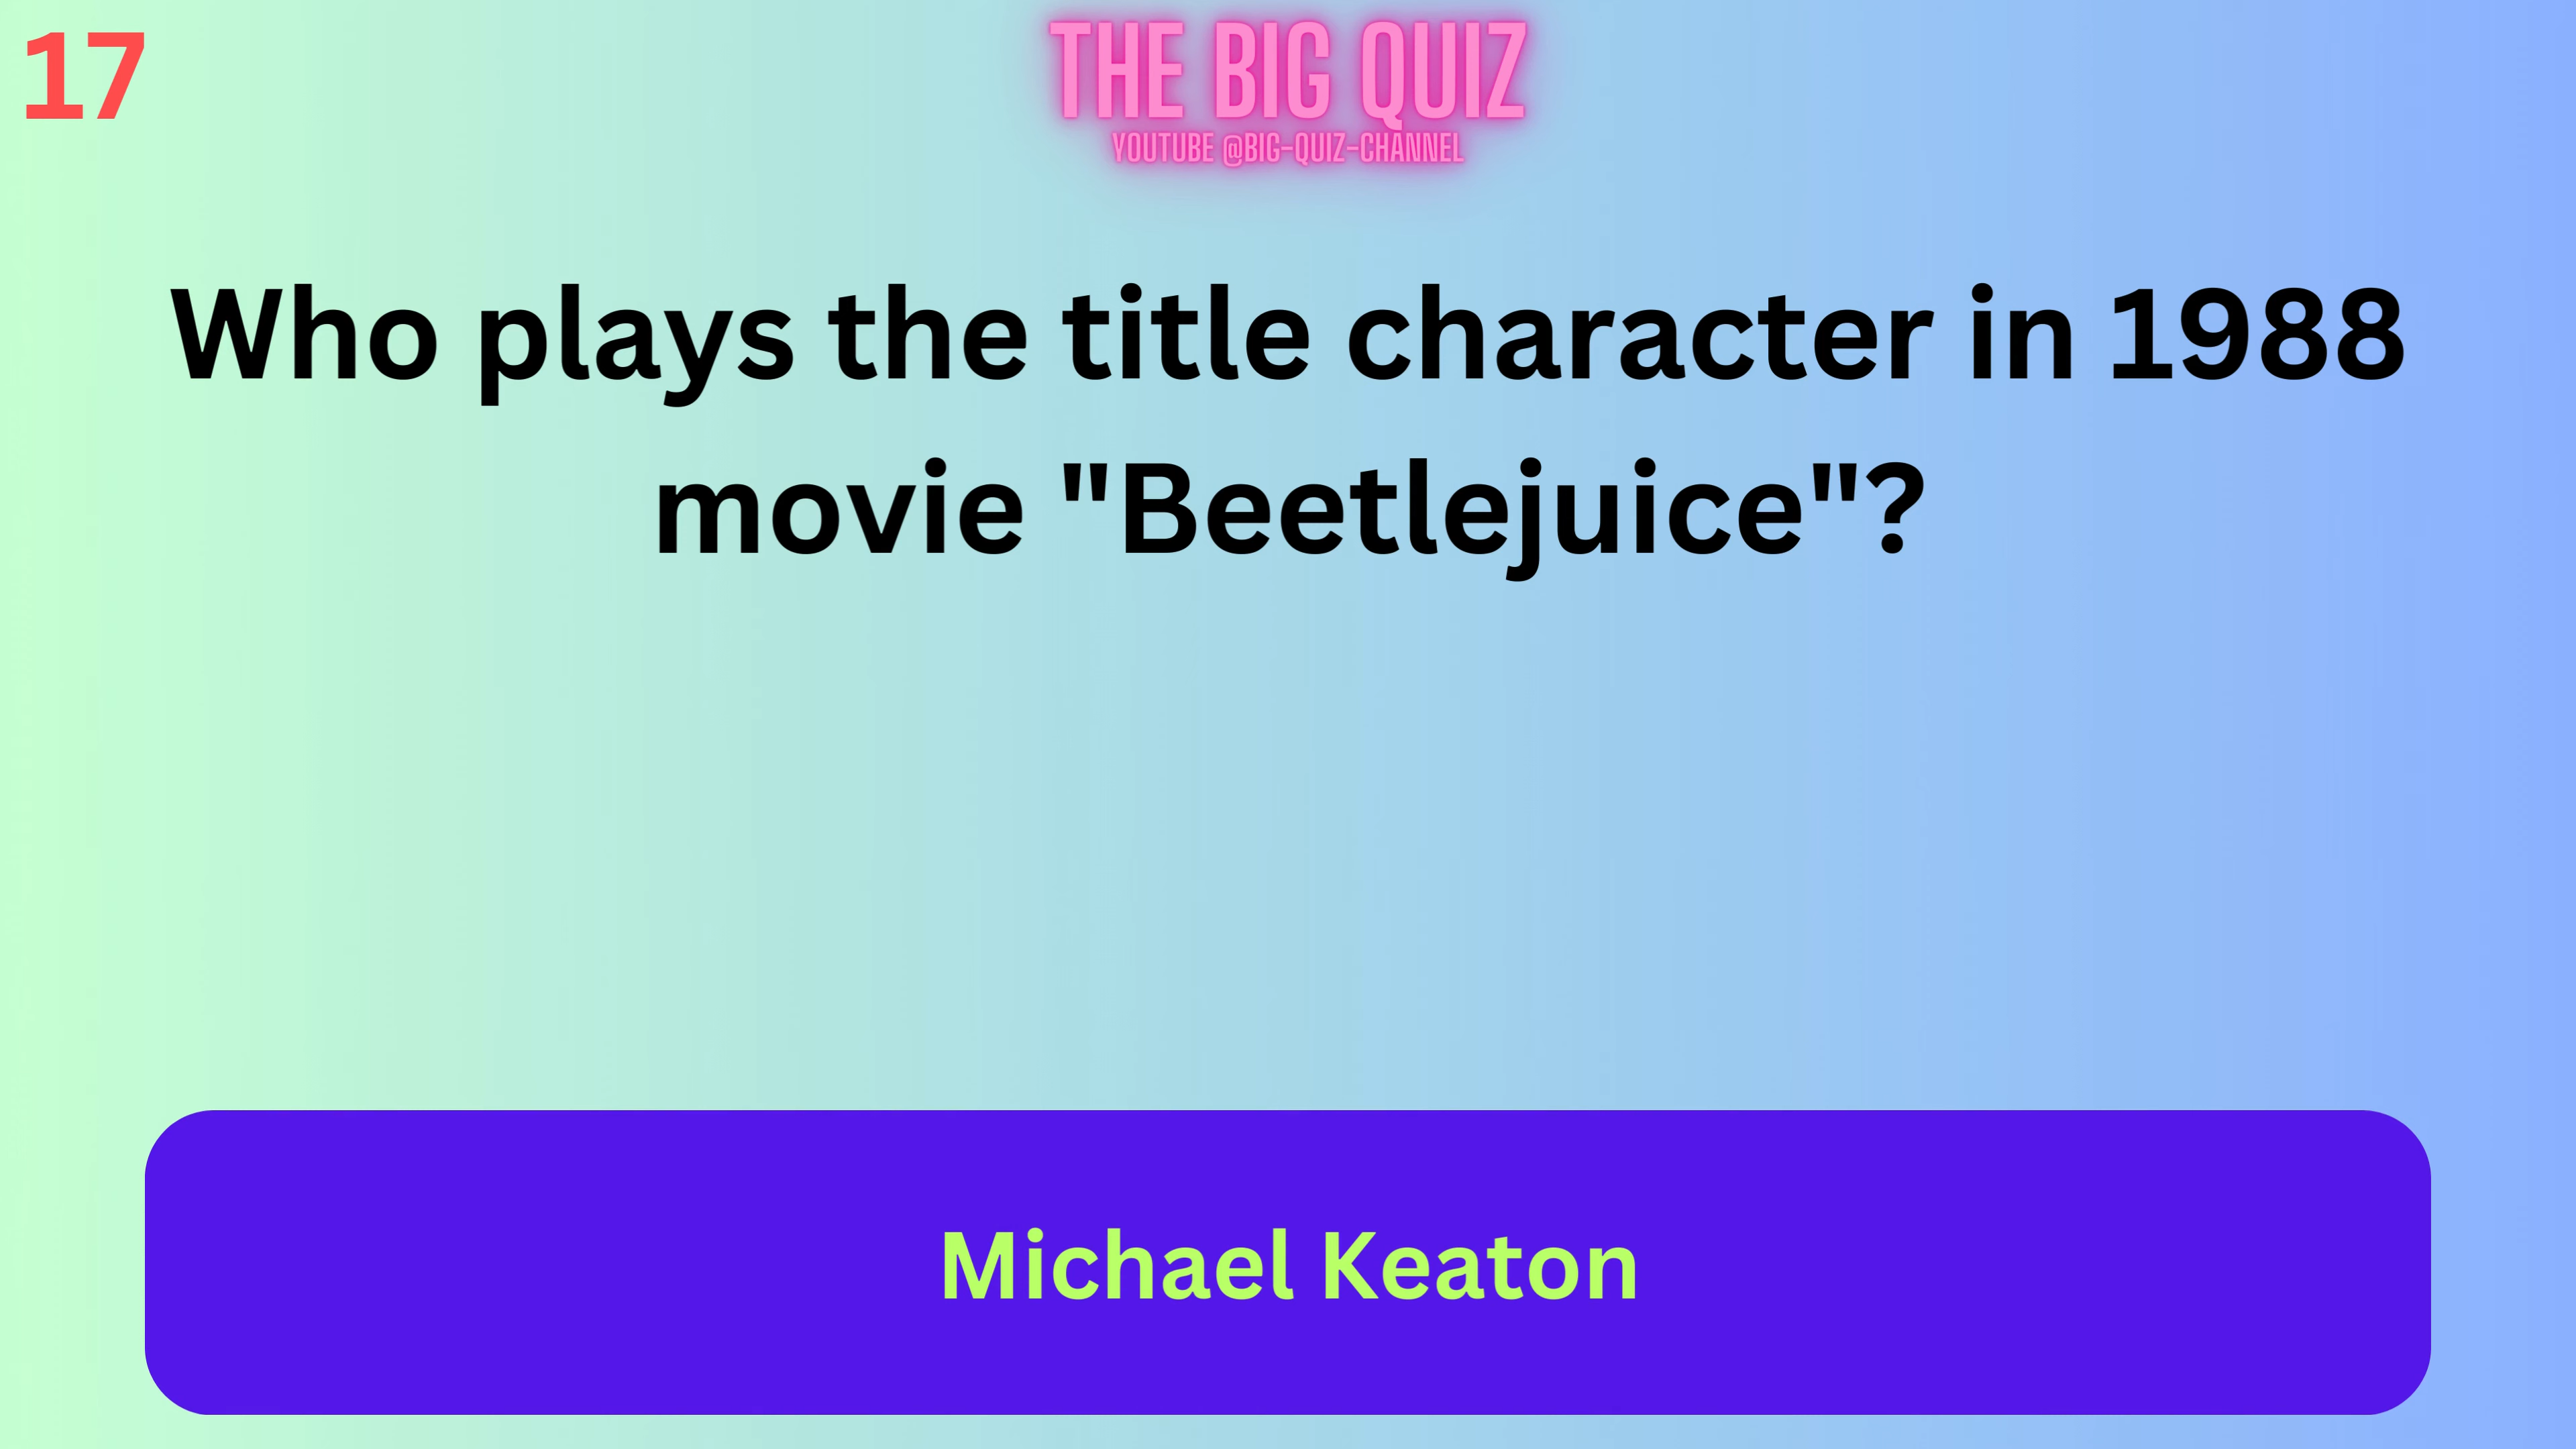 17
THE BIG QUIZ
YOUTUBE @BIG-QUIZ-CHANNEL
Who plays the title character in 1988
movie "Beetlejuice"?
Michael Keaton